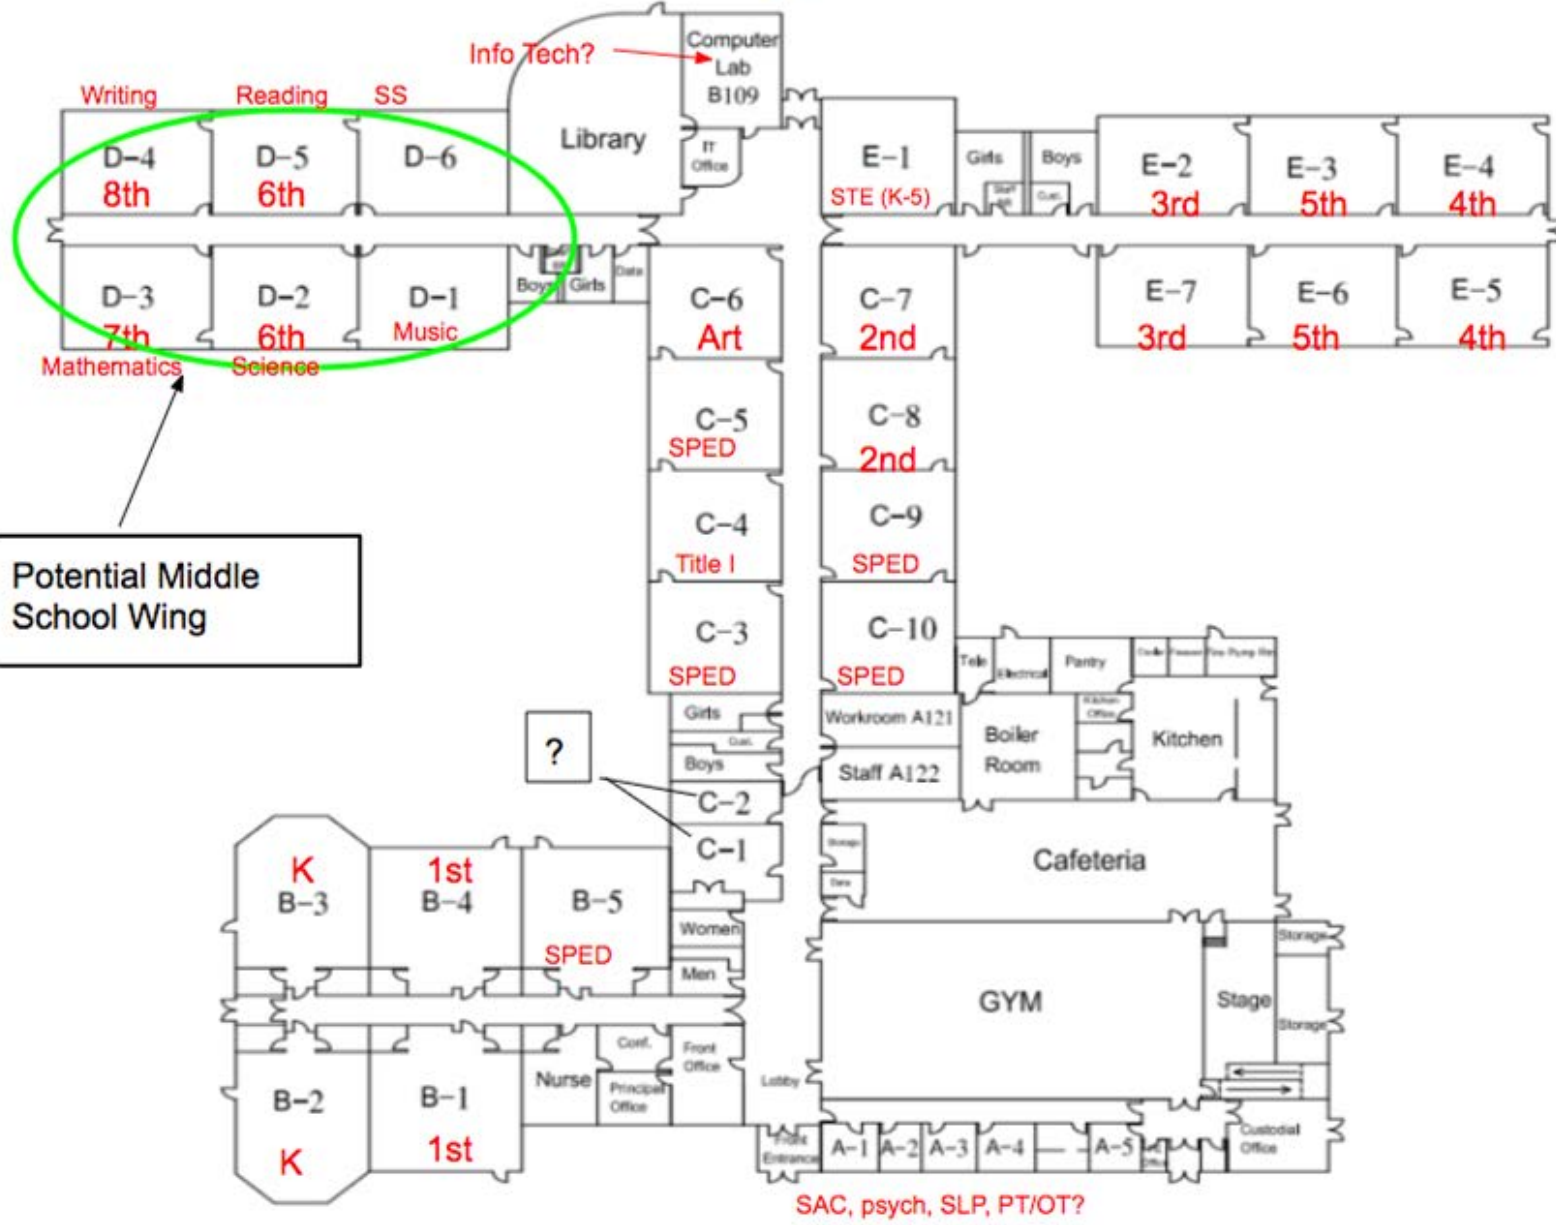 Computer
Info Tech?
Lab
B109
Writing
Reading
SS
Library
IT
Office
D-4
8th
D-5
6th
D-6
E-1
STE (K-5)
Girls
Boys
E-2
3rd
E-3
5th
E-4
4th
D-3
7th
D-2
6th
D-1
Music
Mathematics
Science
Boys
Girls
Data
C-6
Art
C-7
2nd
E-7
3rd
E-6
5th
E-5
4th
C-5
SPED
C-8
2nd
C-4
Title I
C-9
SPED
Potential Middle
School Wing
C-3
SPED
C-10
SPED
Tele
Electrical
Pantry
Girls
Cust.
Boys
Workroom A121
Staff A122
Boiler
Room
Kitchen
Office
Kitchen
?
C-2
C-1
Storage
Data
Cafeteria
K
B-3
1st
B-4
B-5
SPED
Women
Men
GYM
Stage
Storage
Storage
B-2
K
B-1
1st
Nurse
Conf.
Principal
Office
Front
Office
Lobby
Front
Entrance
A-1
A-2
A-3
A-4
A-5
Custodial
Office
SAC, psych, SLP, PT/OT?